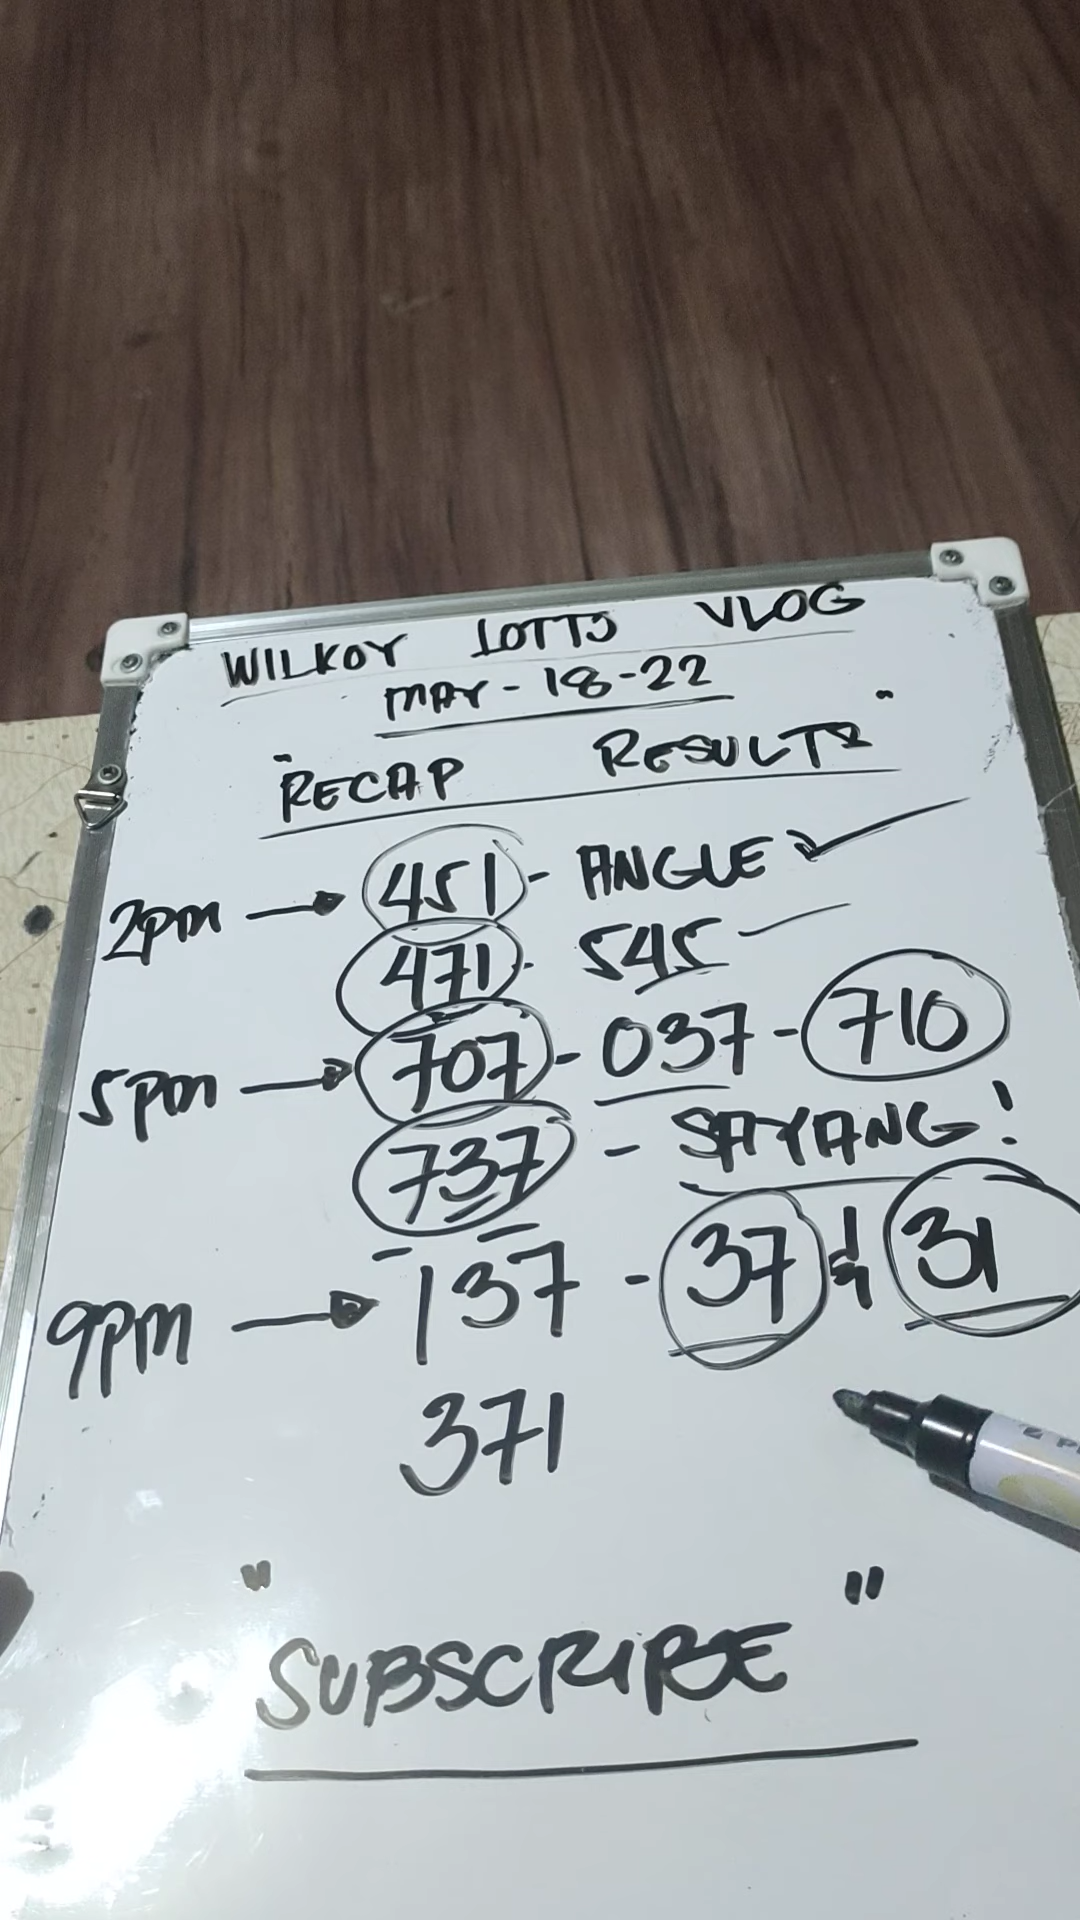 WILKOY LOTTO VLOG
MAY-18-22
"RECAP RESULTS"
2pm → 451 - ANGLE ✓
471 - 545
5pm → 707 - 037 - 710
737 - SAYANG!
9pm → 137 - 37 & 31
371
"SUBSCRIBE"